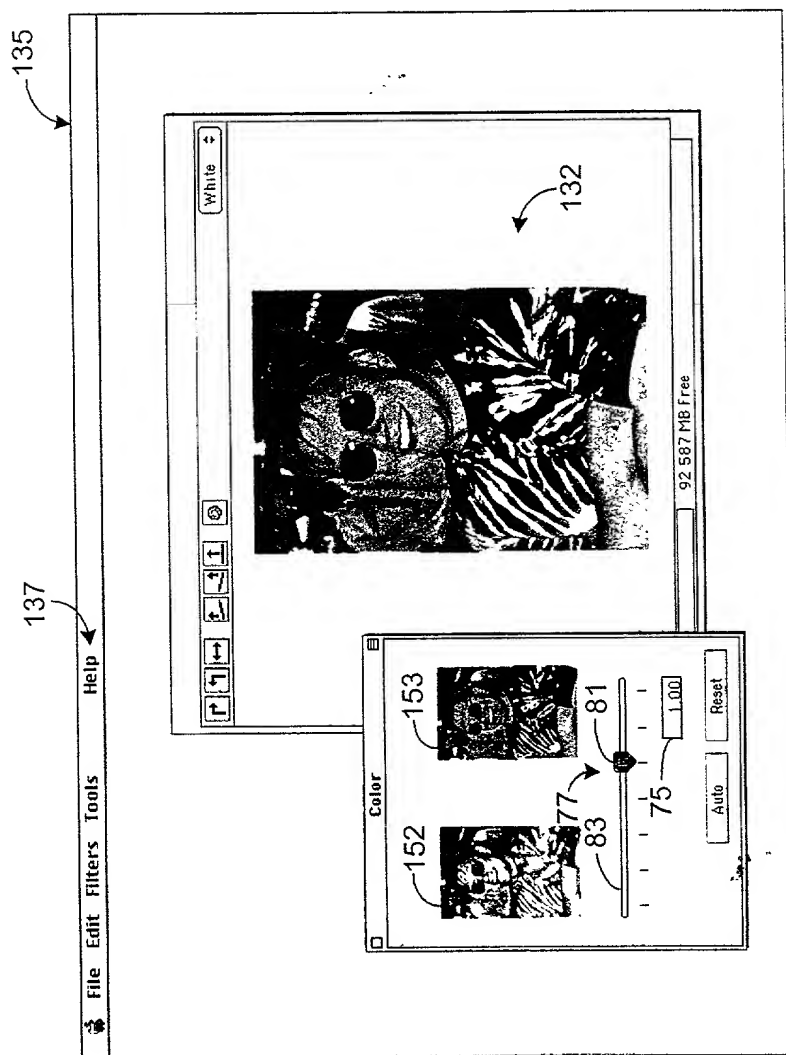 135
137
File Edit Filters Tools Help
White
132
92.587 MB Free
Color
152
153
83
77
81
75
1.00
Auto
Reset